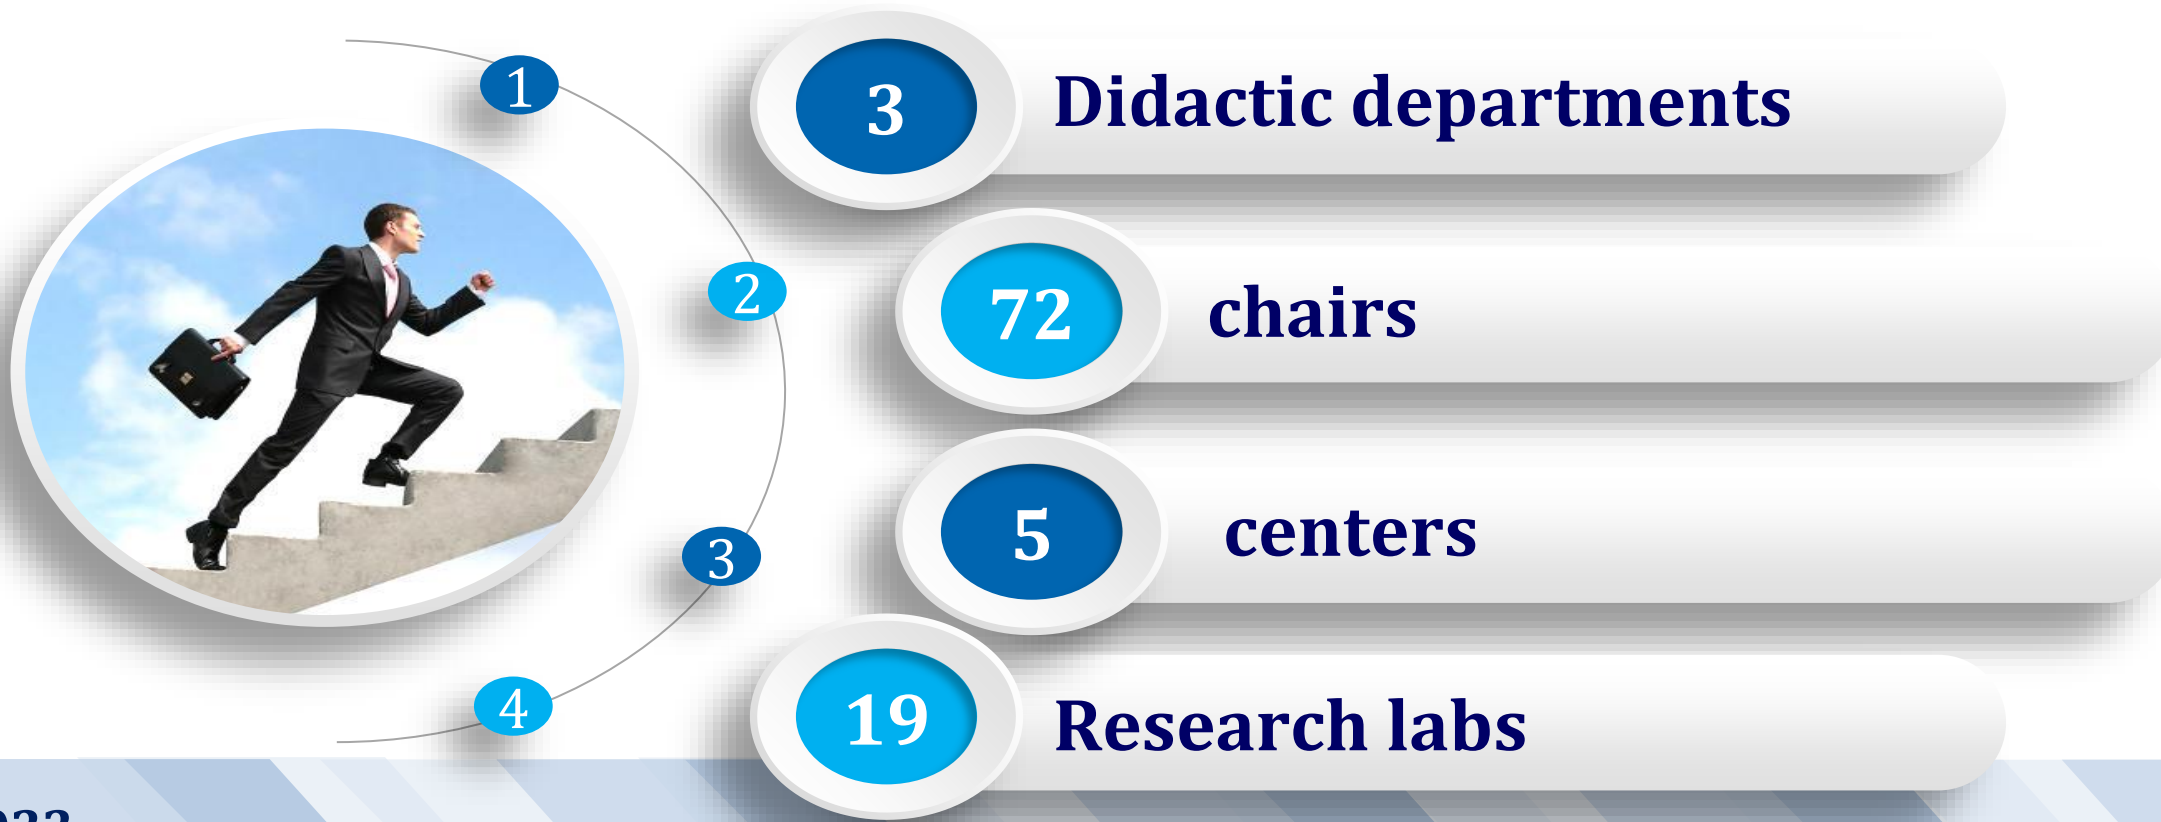 1
2
3
4
3 Didactic departments
72 chairs
5 centers
19 Research labs